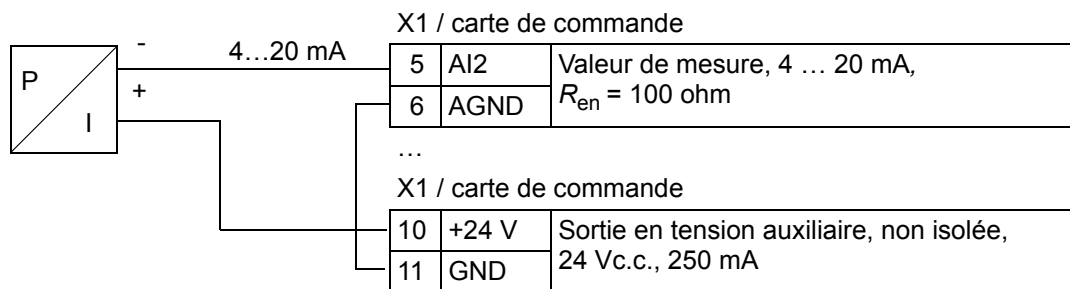 X1 / carte de commande
-
4…20 mA
P
I
+
5 AI2 Valeur de mesure, 4 … 20 mA,
6 AGND Ren = 100 ohm
…
X1 / carte de commande
10 +24 V Sortie en tension auxiliaire, non isolée,
11 GND 24 Vc.c., 250 mA